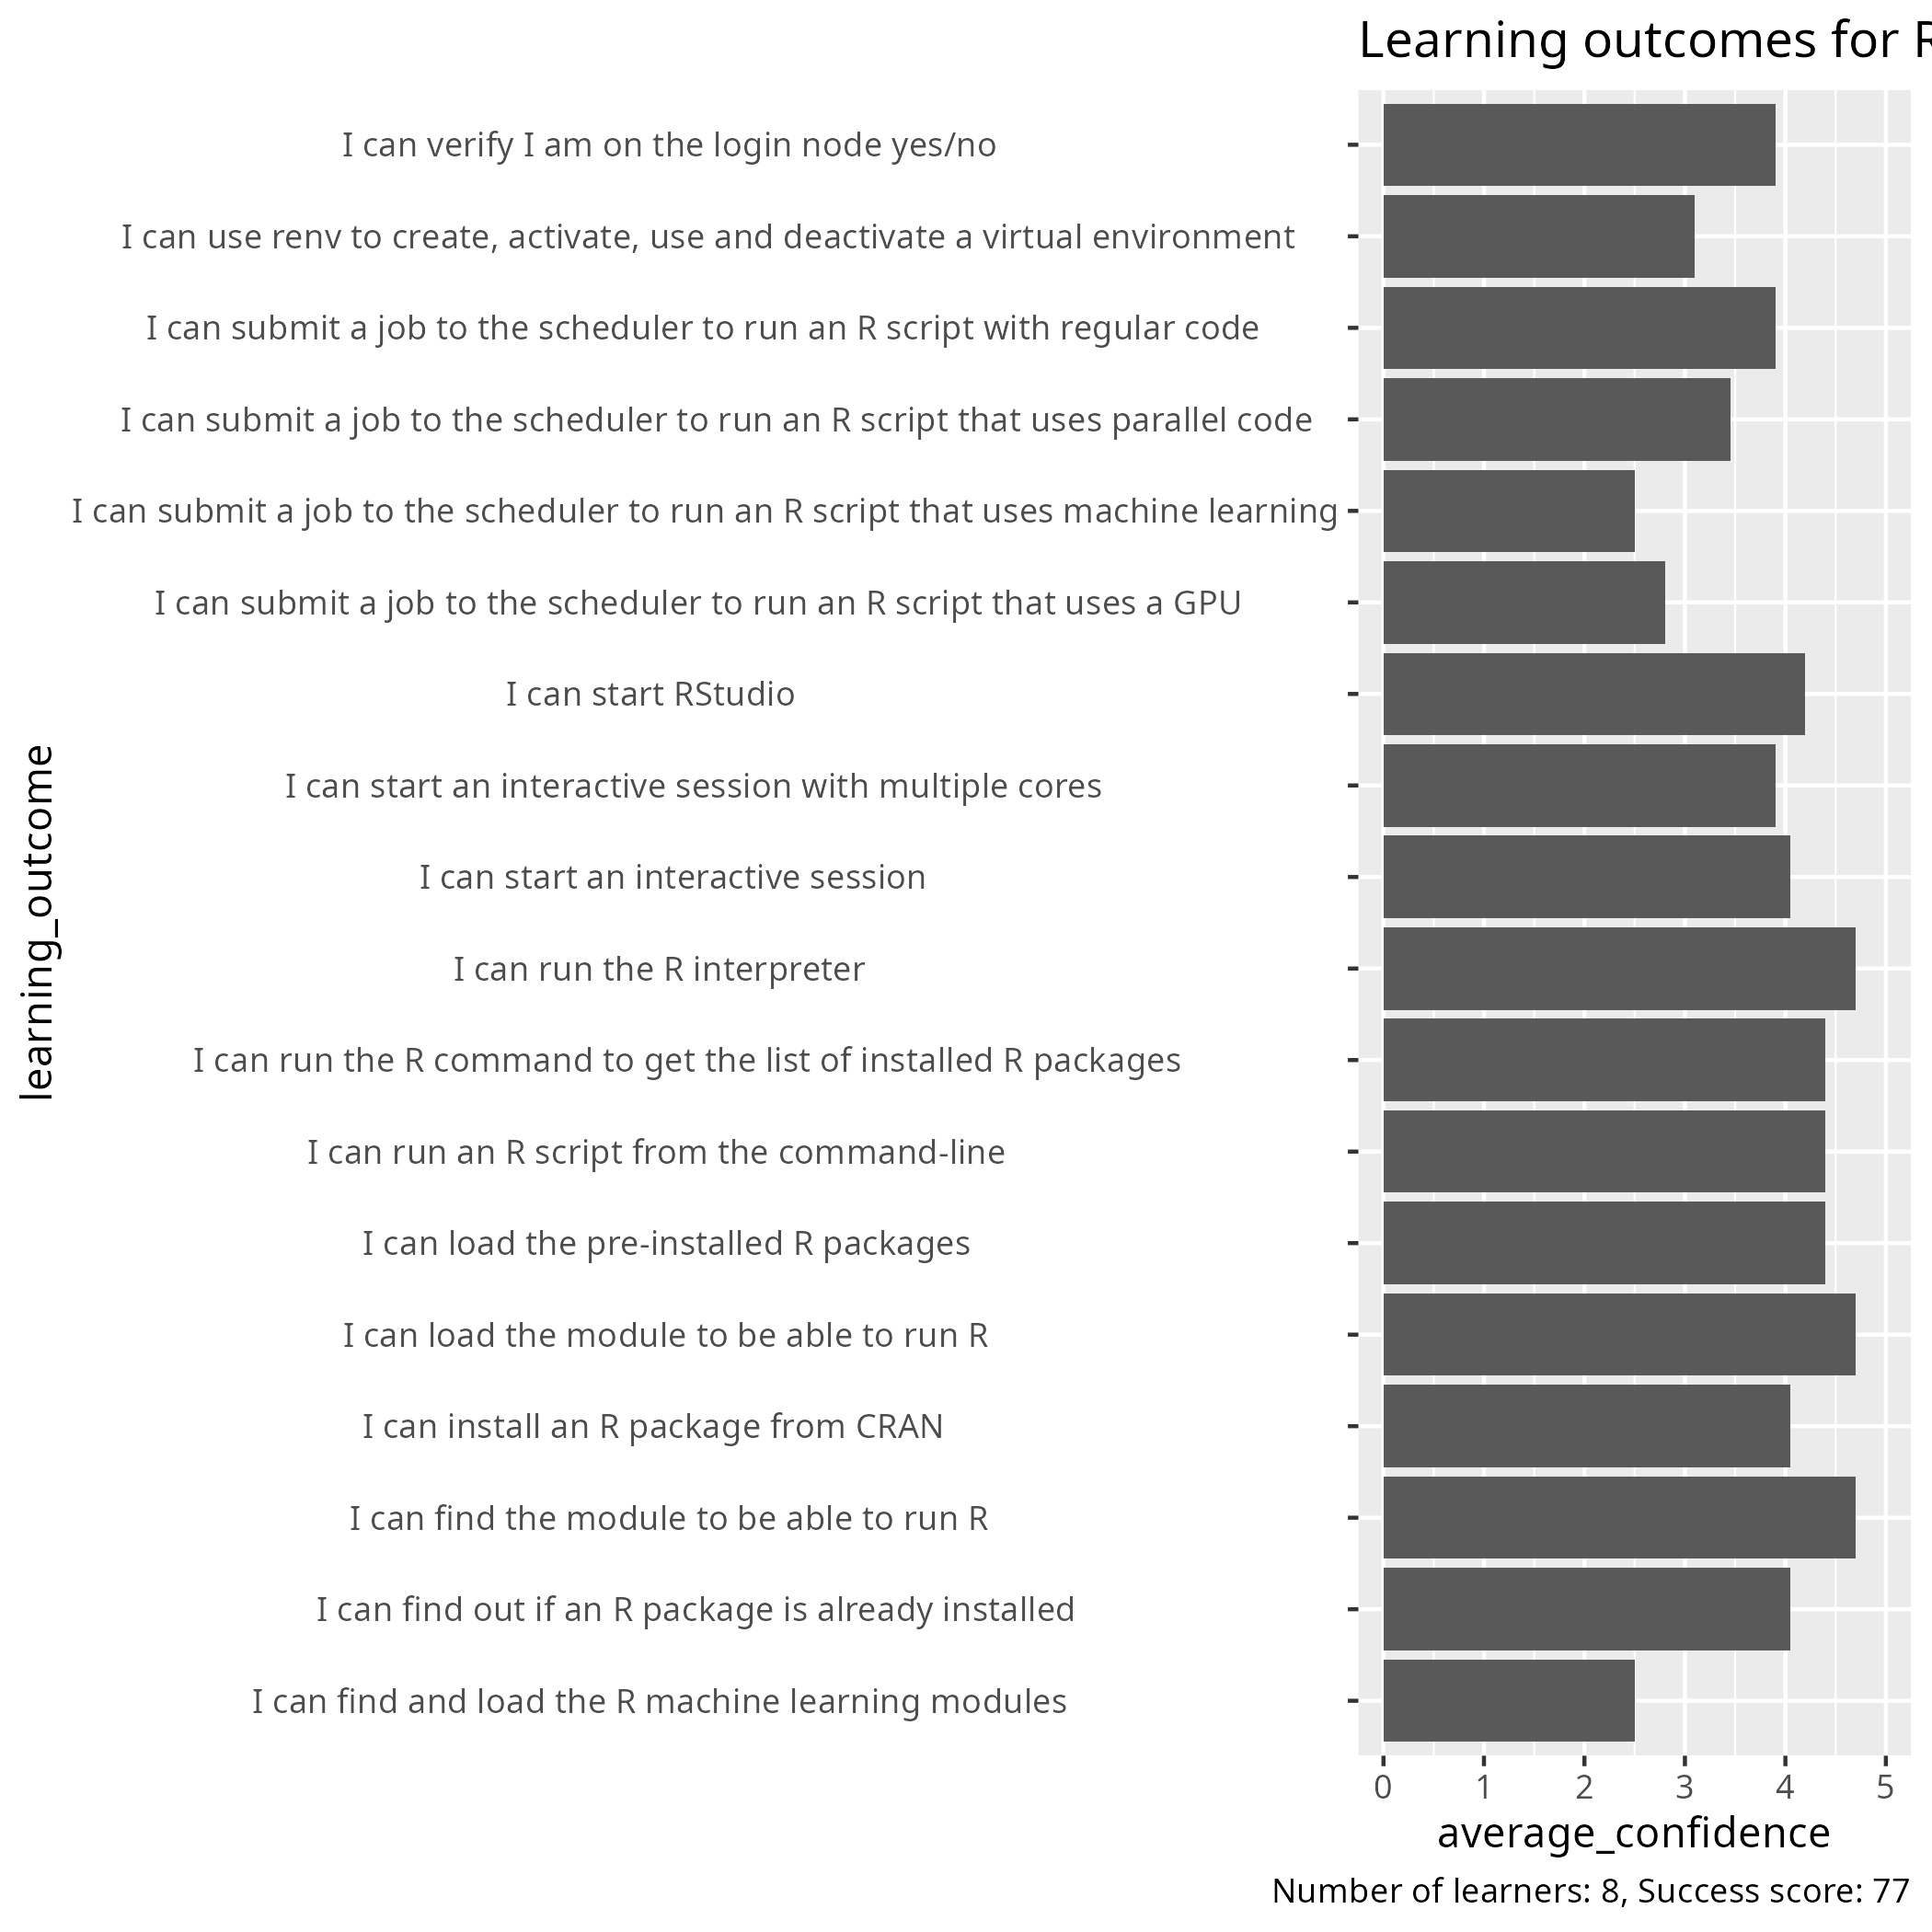 Learning outcomes for R
I can verify I am on the login node yes/no
I can use renv to create, activate, use and deactivate a virtual environment
I can submit a job to the scheduler to run an R script with regular code
I can submit a job to the scheduler to run an R script that uses parallel code
I can submit a job to the scheduler to run an R script that uses machine learning
I can submit a job to the scheduler to run an R script that uses a GPU
I can start RStudio
I can start an interactive session with multiple cores
I can start an interactive session
I can run the R interpreter
I can run the R command to get the list of installed R packages
I can run an R script from the command-line
I can load the pre-installed R packages
I can load the module to be able to run R
I can install an R package from CRAN
I can find the module to be able to run R
I can find out if an R package is already installed
I can find and load the R machine learning modules
learning_outcome
0 1 2 3 4 5
average_confidence
Number of learners: 8, Success score: 77